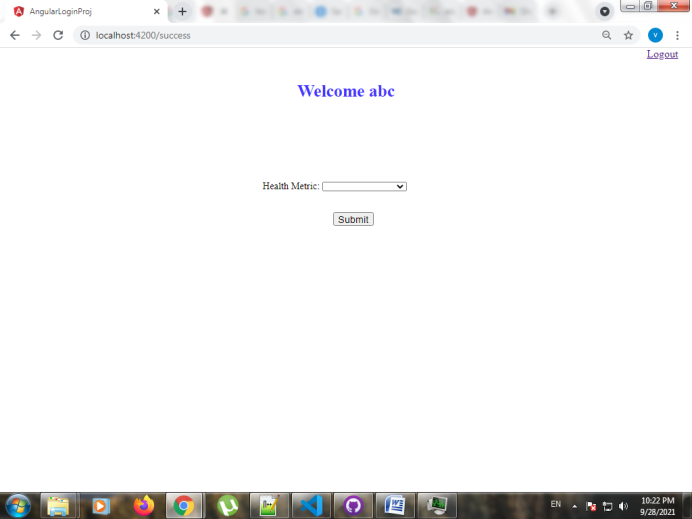 AngularLoginProj
localhost:4200/success
V
Logout
Welcome abc
Health Metric:
Submit
EN
10:22 PM
9/28/2021